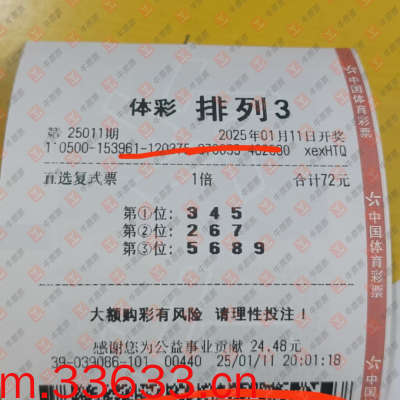 体彩 排列3
第 25011期 2025年01月11日开奖
xexHTQ
直选复式票 1倍 合计72元
第①位: 3 4 5
第②位: 2 6 7
第③位: 5 6 8 9
大额购彩有风险 请理性投注!
感谢您为公益事业贡献 24.48元
39-039086-101 00440 25/01/11 20:01:18
m.33633.cn
中国体育彩票
中国体育彩票